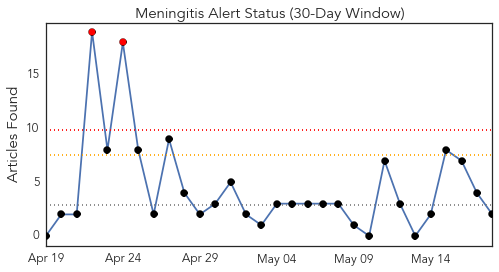 Meningitis Alert Status (30-Day Window)
Articles Found
15
10
5
0
Apr 19 Apr 24 Apr 29 May 04 May 09 May 14